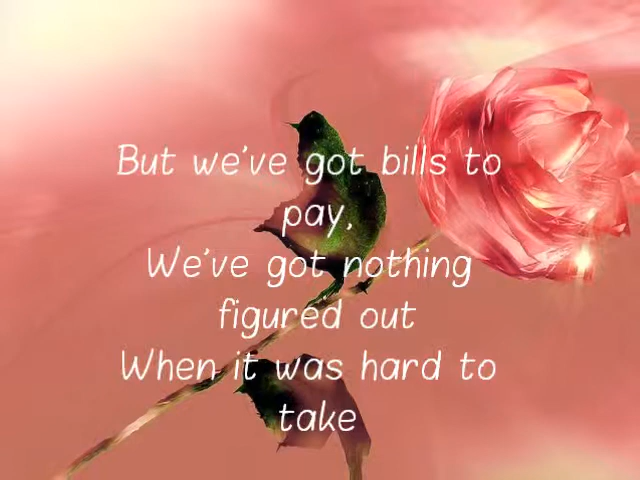 But we've got bills to
pay,
We've got nothing
figured out
When it was hard to
take